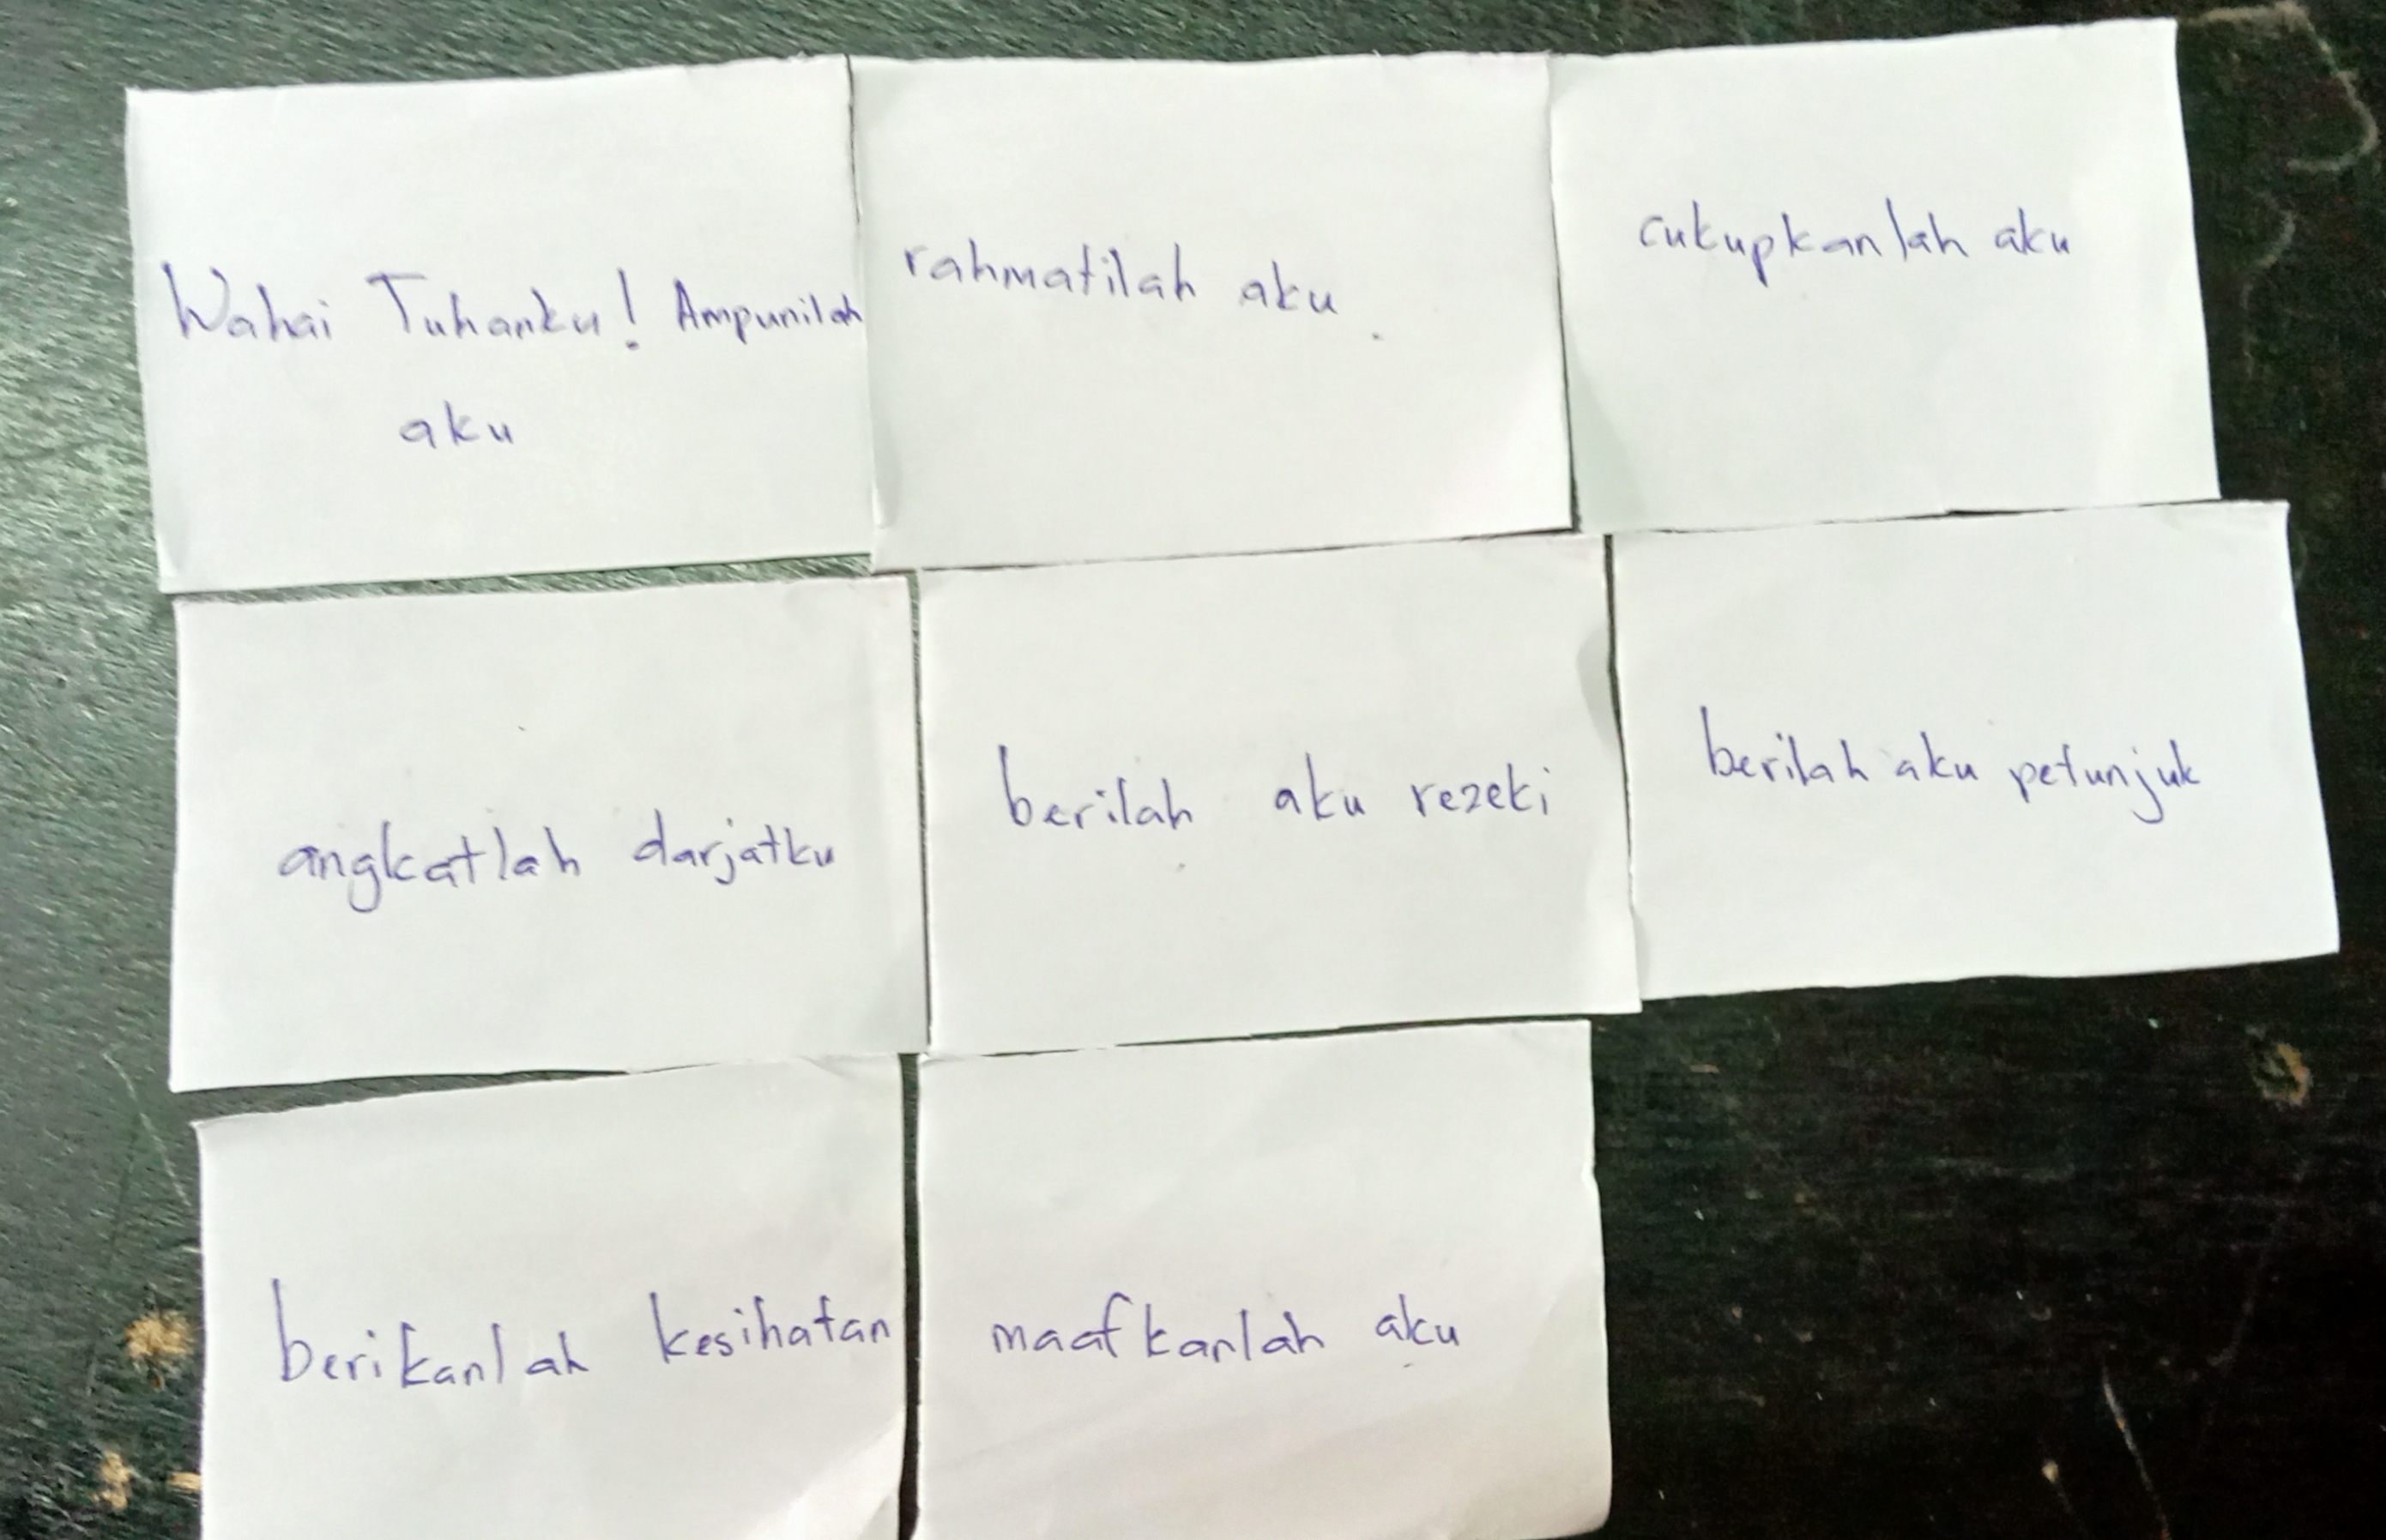 Wahai Tuhanku! Ampunilah
aku
rahmatilah aku.
cukupkanlah aku
angkatlah darjatku
berilah aku rezeki
berilah aku petunjuk
berikanlah kesihatan
maafkanlah aku